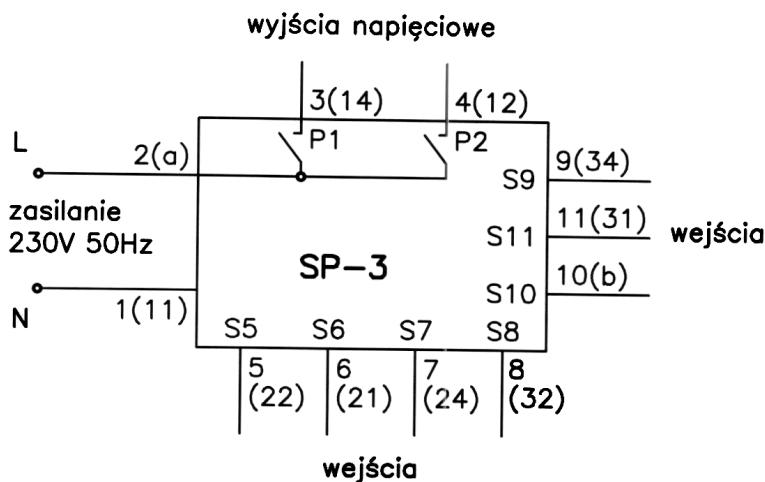 wyjścia napięciowe
3(14) 4(12)
P1 P2
L 2(a)
S9 9(34)
zasilanie
230V 50Hz
S11 11(31) wejścia
SP-3
S10 10(b)
N 1(11)
S5 S6 S7 S8
5 6 7 8
(22) (21) (24) (32)
wejścia